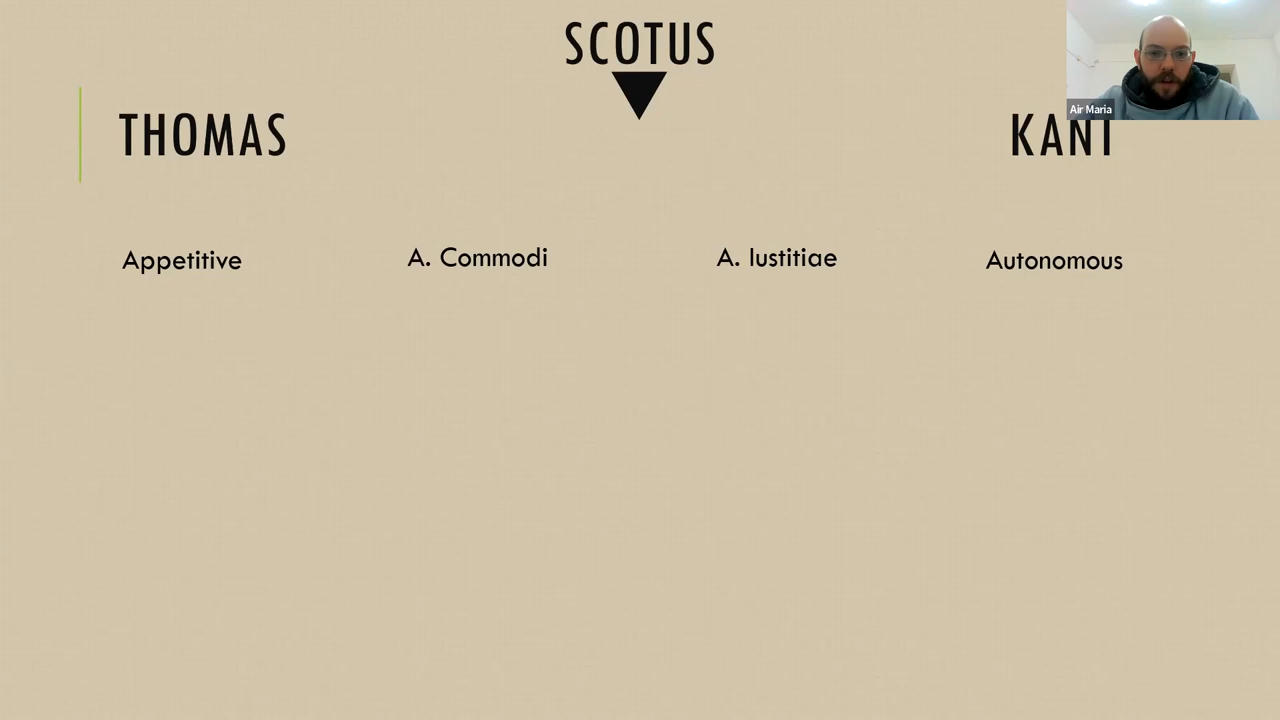 SCOTUS
THOMAS
KANT
Air Maria
Appetitive
A. Commodi
A. Iustitiae
Autonomous